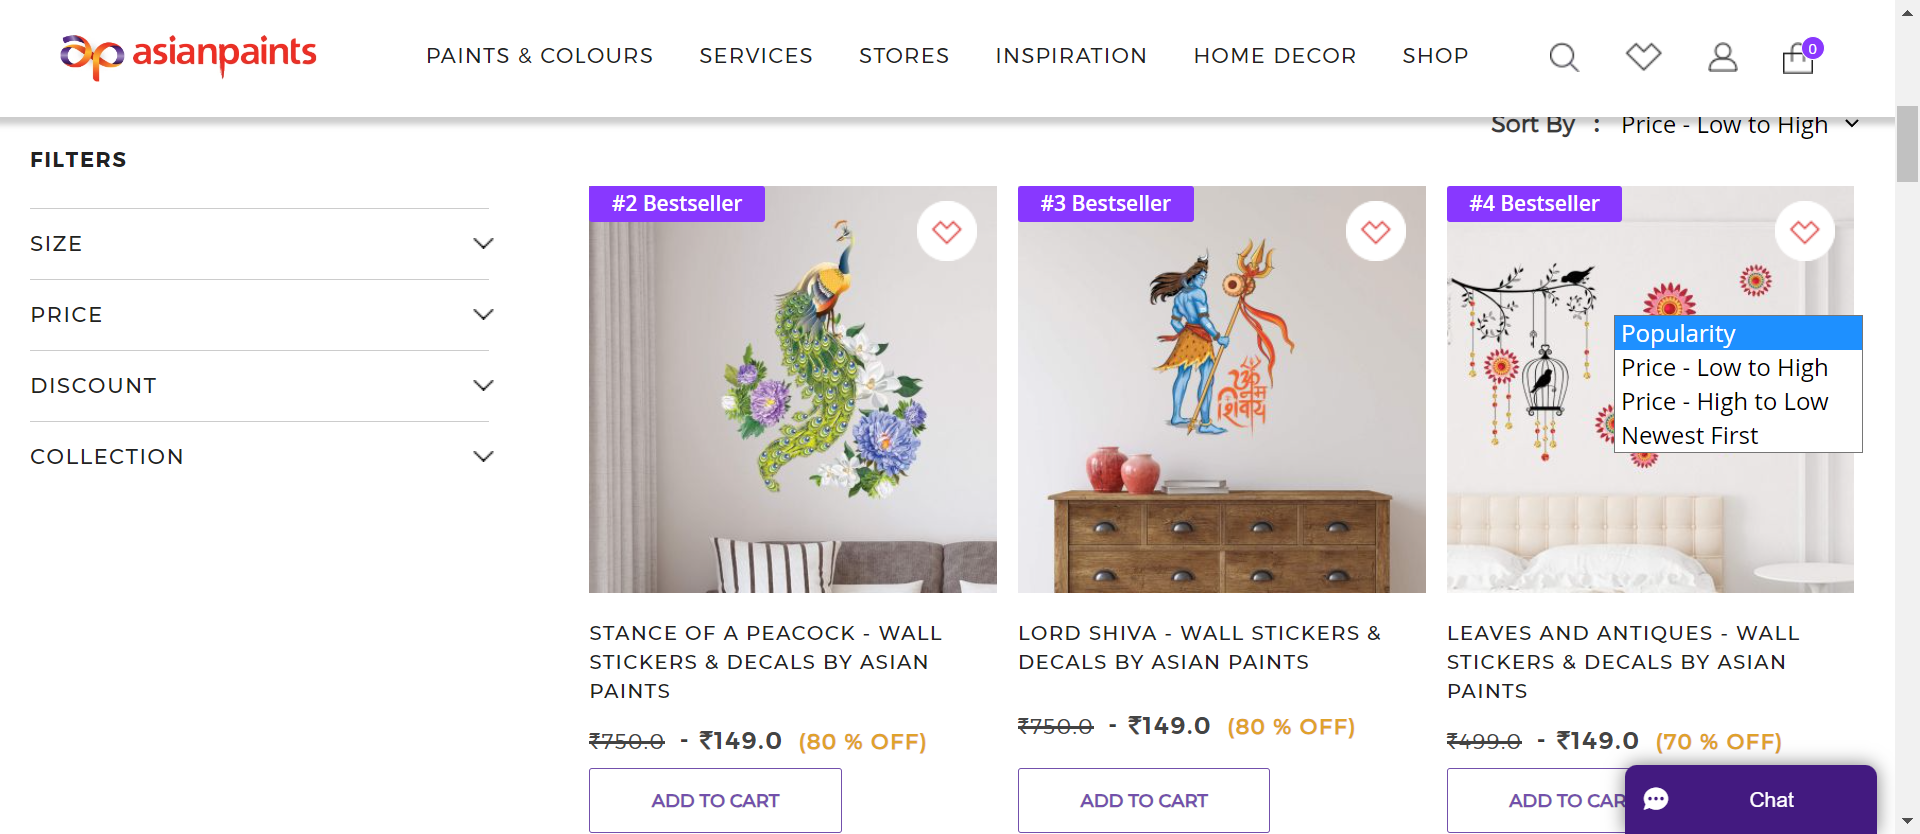 asianpaints
PAINTS & COLOURS SERVICES STORES INSPIRATION HOME DECOR SHOP
0
Sort By : Price - Low to High
FILTERS
SIZE
PRICE
DISCOUNT
COLLECTION
#2 Bestseller
#3 Bestseller
#4 Bestseller
ॐ
नमः
शिवाय
Popularity
Price - Low to High
Price - High to Low
Newest First
STANCE OF A PEACOCK - WALL
STICKERS & DECALS BY ASIAN
PAINTS
₹750.0 - ₹149.0 (80 % OFF)
ADD TO CART
LORD SHIVA - WALL STICKERS &
DECALS BY ASIAN PAINTS
₹750.0 - ₹149.0 (80 % OFF)
ADD TO CART
LEAVES AND ANTIQUES - WALL
STICKERS & DECALS BY ASIAN
PAINTS
₹499.0 - ₹149.0 (70 % OFF)
ADD TO CAR
Chat